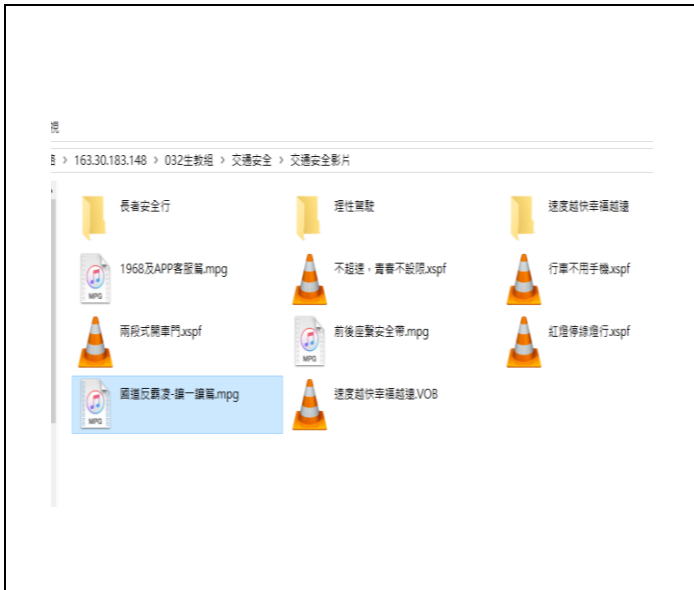 視
163.30.183.148 > 032生教組 > 交通安全 > 交通安全影片
長者安全行
理性駕駛
速度越快幸福越遠
1968及APP客服篇.mpg
不超速，青春不設限.xspf
行車不用手機.xspf
MPG
兩段式開車門.xspf
前後座繫安全帶.mpg
紅燈停綠燈行.xspf
MPG
國道反霸凌-鑲一鑲篇.mpg
速度越快幸福越遠.VOB
MPG